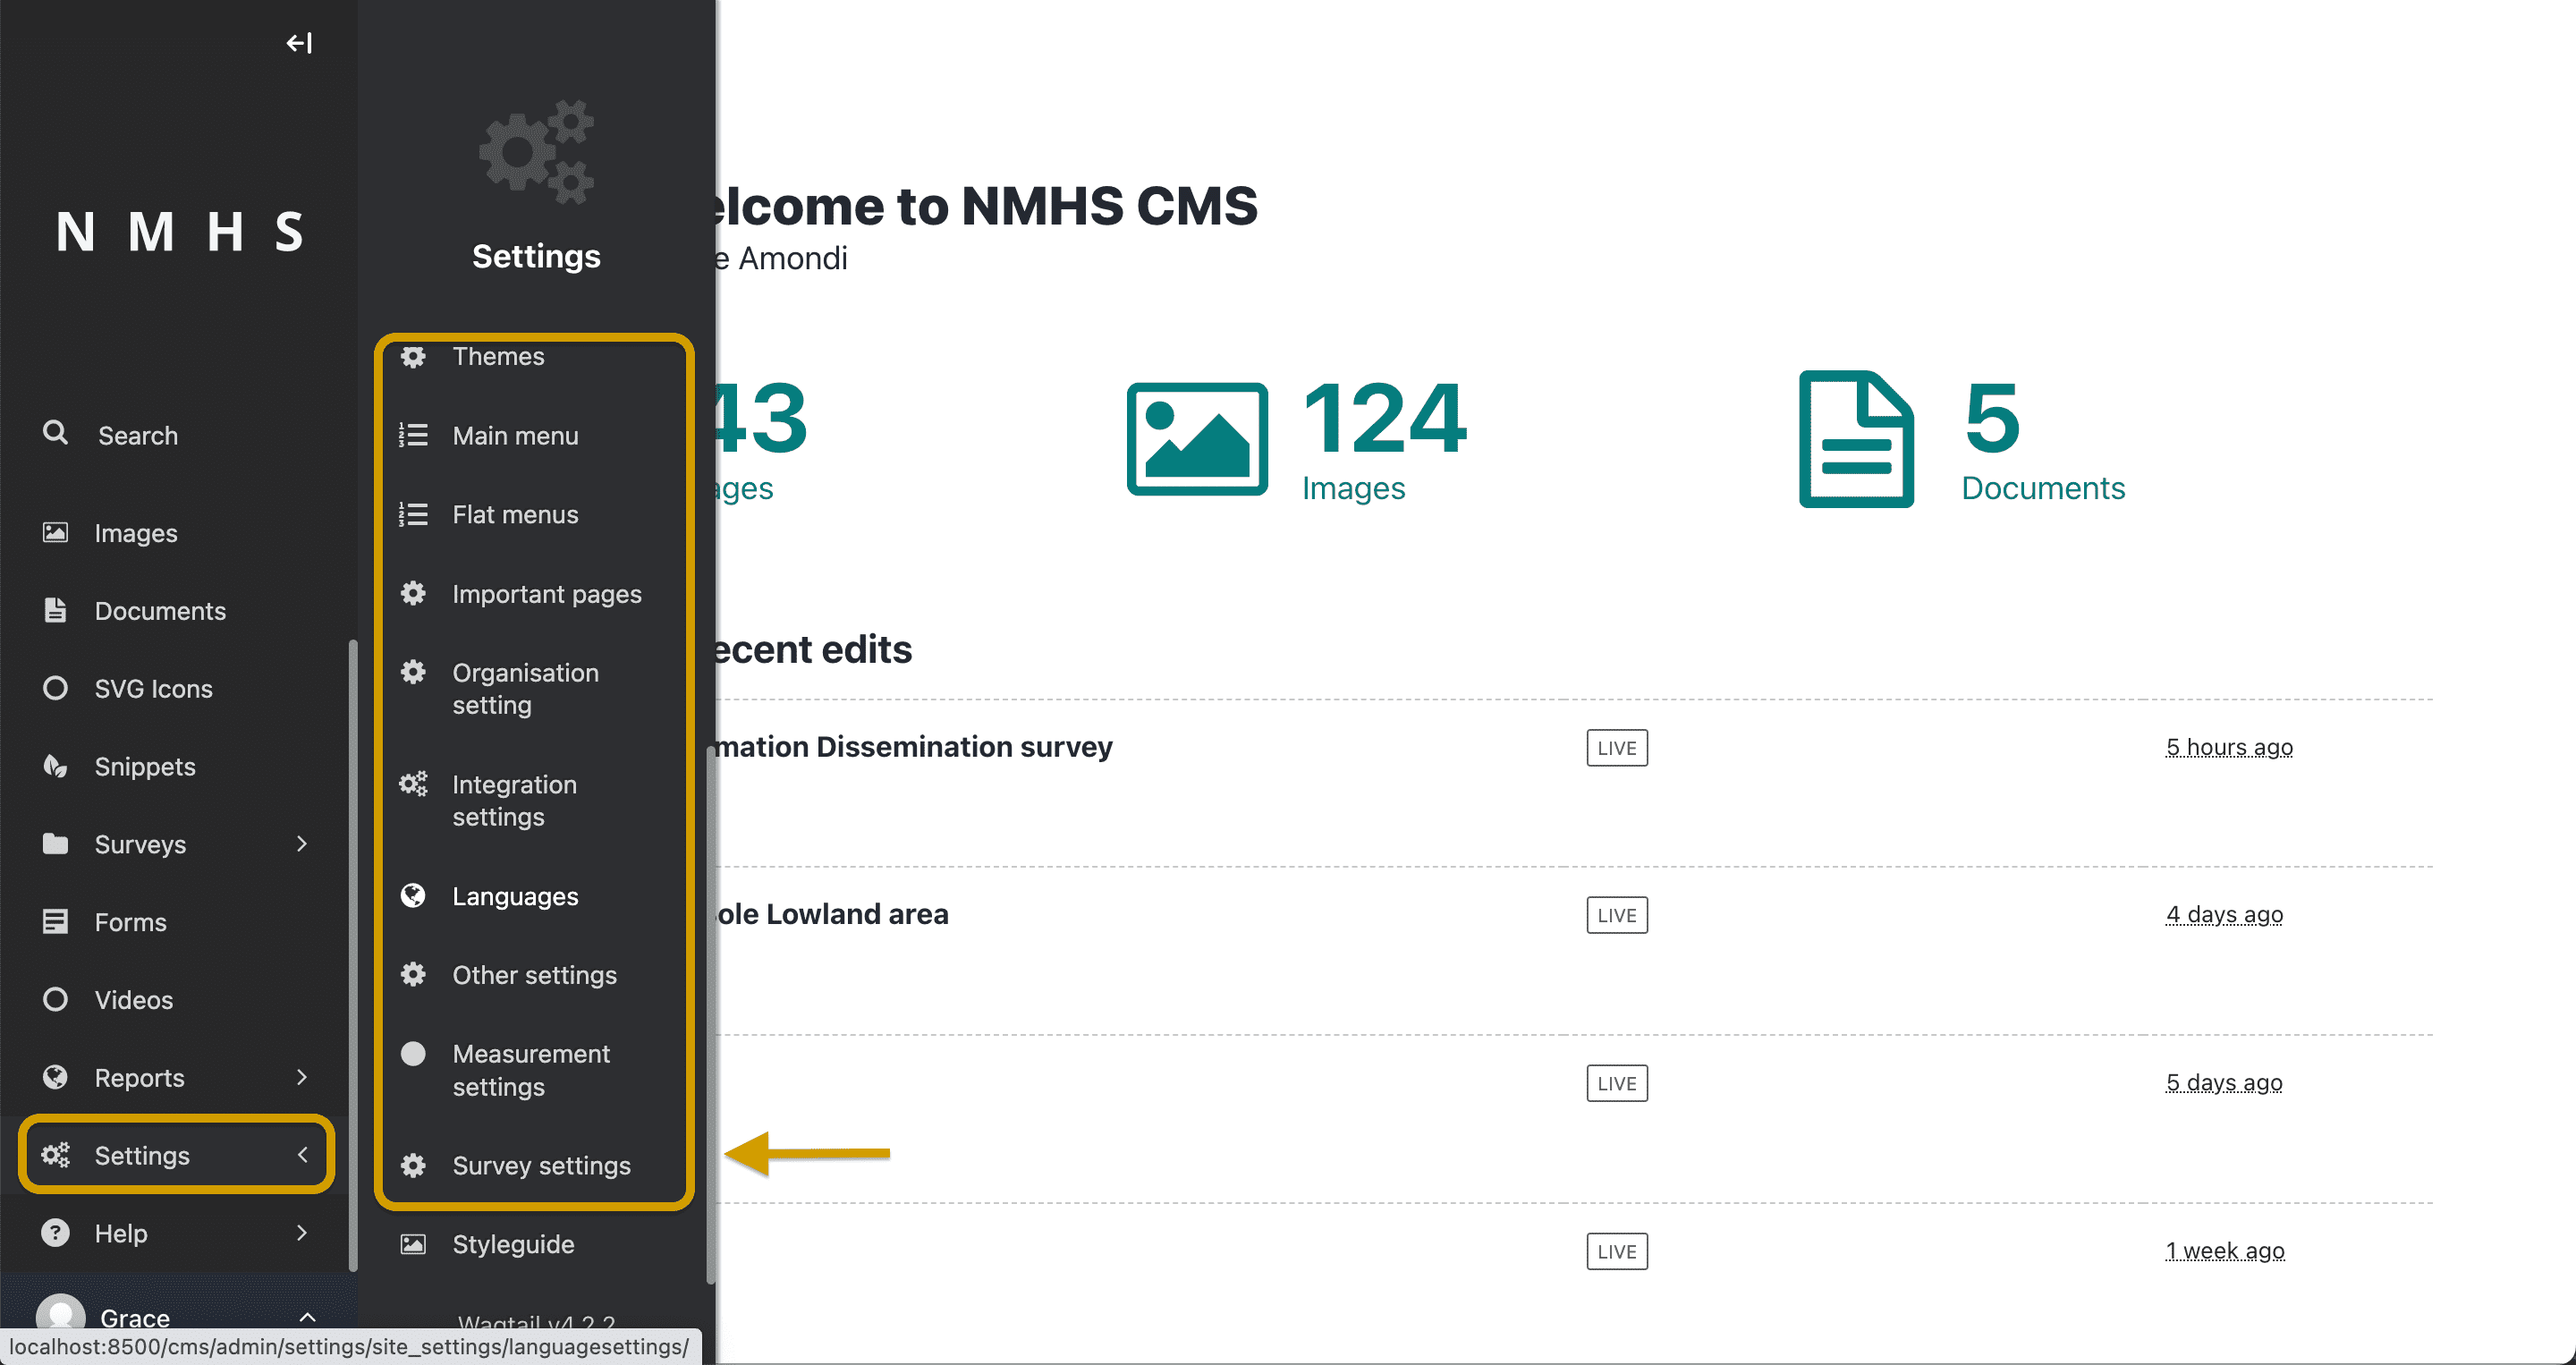 N M H S
Search
Images
Documents
SVG Icons
Snippets
Surveys
Forms
Videos
Reports
Settings
Help
Grace
localhost:8500/cms/admin/settings/site_settings/languagesettings/
Settings
Themes
Main menu
Flat menus
Important pages
Organisation
setting
Integration
settings
Languages
Other settings
Measurement
settings
Survey settings
Styleguide
Wagtail v4.2.2
elcome to NMHS CMS
e Amondi
43
ages
124
Images
5
Documents
ecent edits
mation Dissemination survey
LIVE
5 hours ago
ole Lowland area
LIVE
4 days ago
LIVE
5 days ago
LIVE
1 week ago